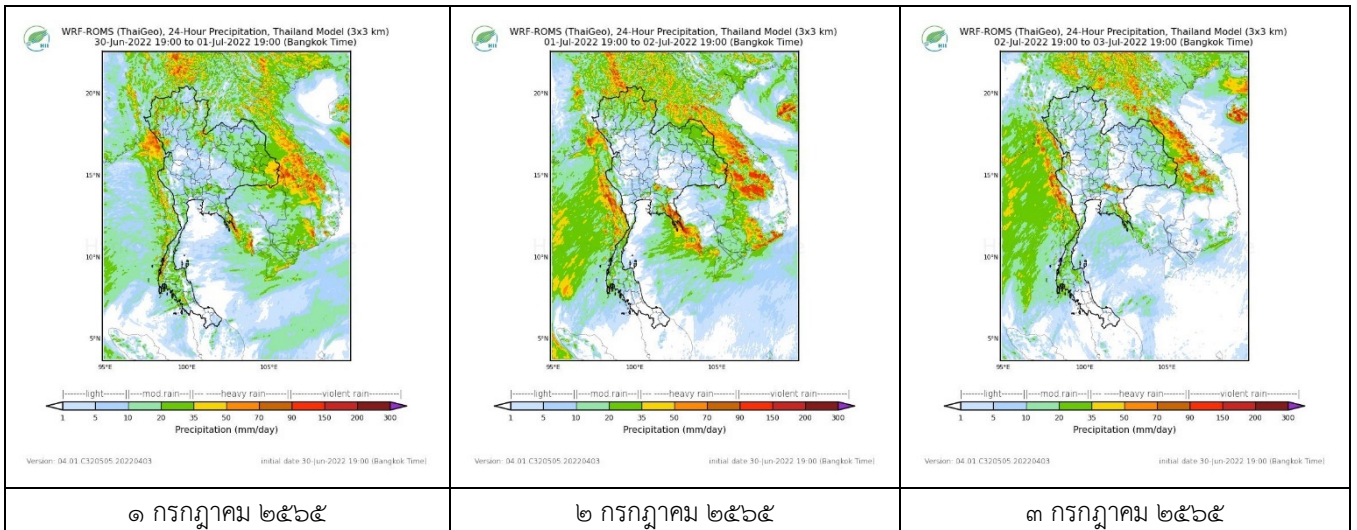 WRF-ROMS (ThaiGeo), 24-Hour Precipitation, Thailand Model (3x3 km)
30-Jun-2022 19:00 to 01-Jul-2022 19:00 (Bangkok Time)
HII
20°N
15°N
10°N
5°N
95°E 100°E 105°E
|-------light-------||---mod.rain---||--- ----heavy rain ----||------violent rain-------|
1 5 10 20 35 50 70 90 150 200 300
Precipitation (mm/day)
Version: 04.01.C320505.20220403 initial date 30-Jun-2022 19:00 (Bangkok Time)
๑ กรกฎาคม ๒๕๖๕
WRF-ROMS (ThaiGeo), 24-Hour Precipitation, Thailand Model (3x3 km)
01-Jul-2022 19:00 to 02-Jul-2022 19:00 (Bangkok Time)
HII
20°N
15°N
10°N
5°N
95°E 100°E 105°E
|-------light-------||---mod.rain---||--- ----heavy rain ----||------violent rain-------|
1 5 10 20 35 50 70 90 150 200 300
Precipitation (mm/day)
Version: 04.01.C320505.20220403 initial date 30-Jun-2022 19:00 (Bangkok Time)
๒ กรกฎาคม ๒๕๖๕
WRF-ROMS (ThaiGeo), 24-Hour Precipitation, Thailand Model (3x3 km)
02-Jul-2022 19:00 to 03-Jul-2022 19:00 (Bangkok Time)
HII
20°N
15°N
10°N
5°N
95°E 100°E 105°E
|-------light-------||---mod.rain---||--- ----heavy rain ----||------violent rain-------|
1 5 10 20 35 50 70 90 150 200 300
Precipitation (mm/day)
Version: 04.01.C320505.20220403 initial date 30-Jun-2022 19:00 (Bangkok Time)
๓ กรกฎาคม ๒๕๖๕